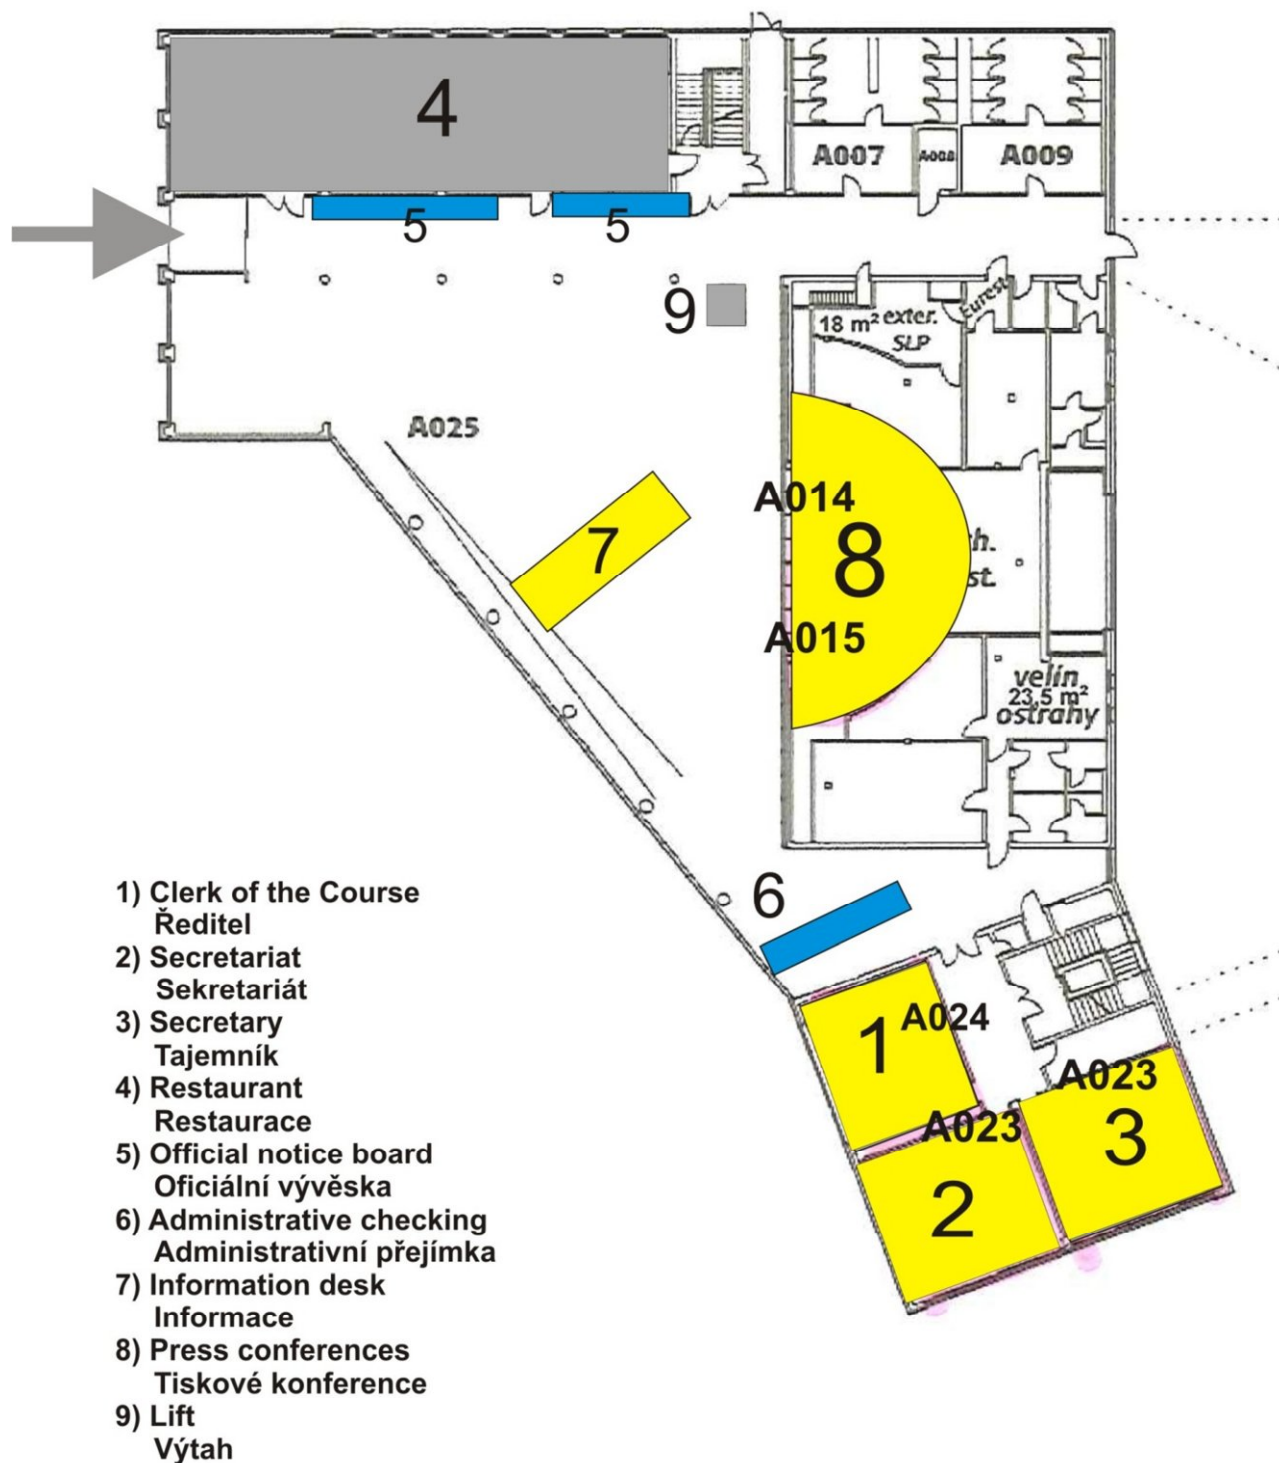 4
A007
A008
A009
5
5
9
18 m² exter.
SLP
Eurest
A025
A014
7
8
ch.
st.
A015
velín
23,5 m²
ostrahy
6
1
A024
A023
A023
3
2
1) Clerk of the Course
Ředitel
2) Secretariat
Sekretariát
3) Secretary
Tajemník
4) Restaurant
Restaurace
5) Official notice board
Oficiální vývěska
6) Administrative checking
Administrativní přejímka
7) Information desk
Informace
8) Press conferences
Tiskové konference
9) Lift
Výtah